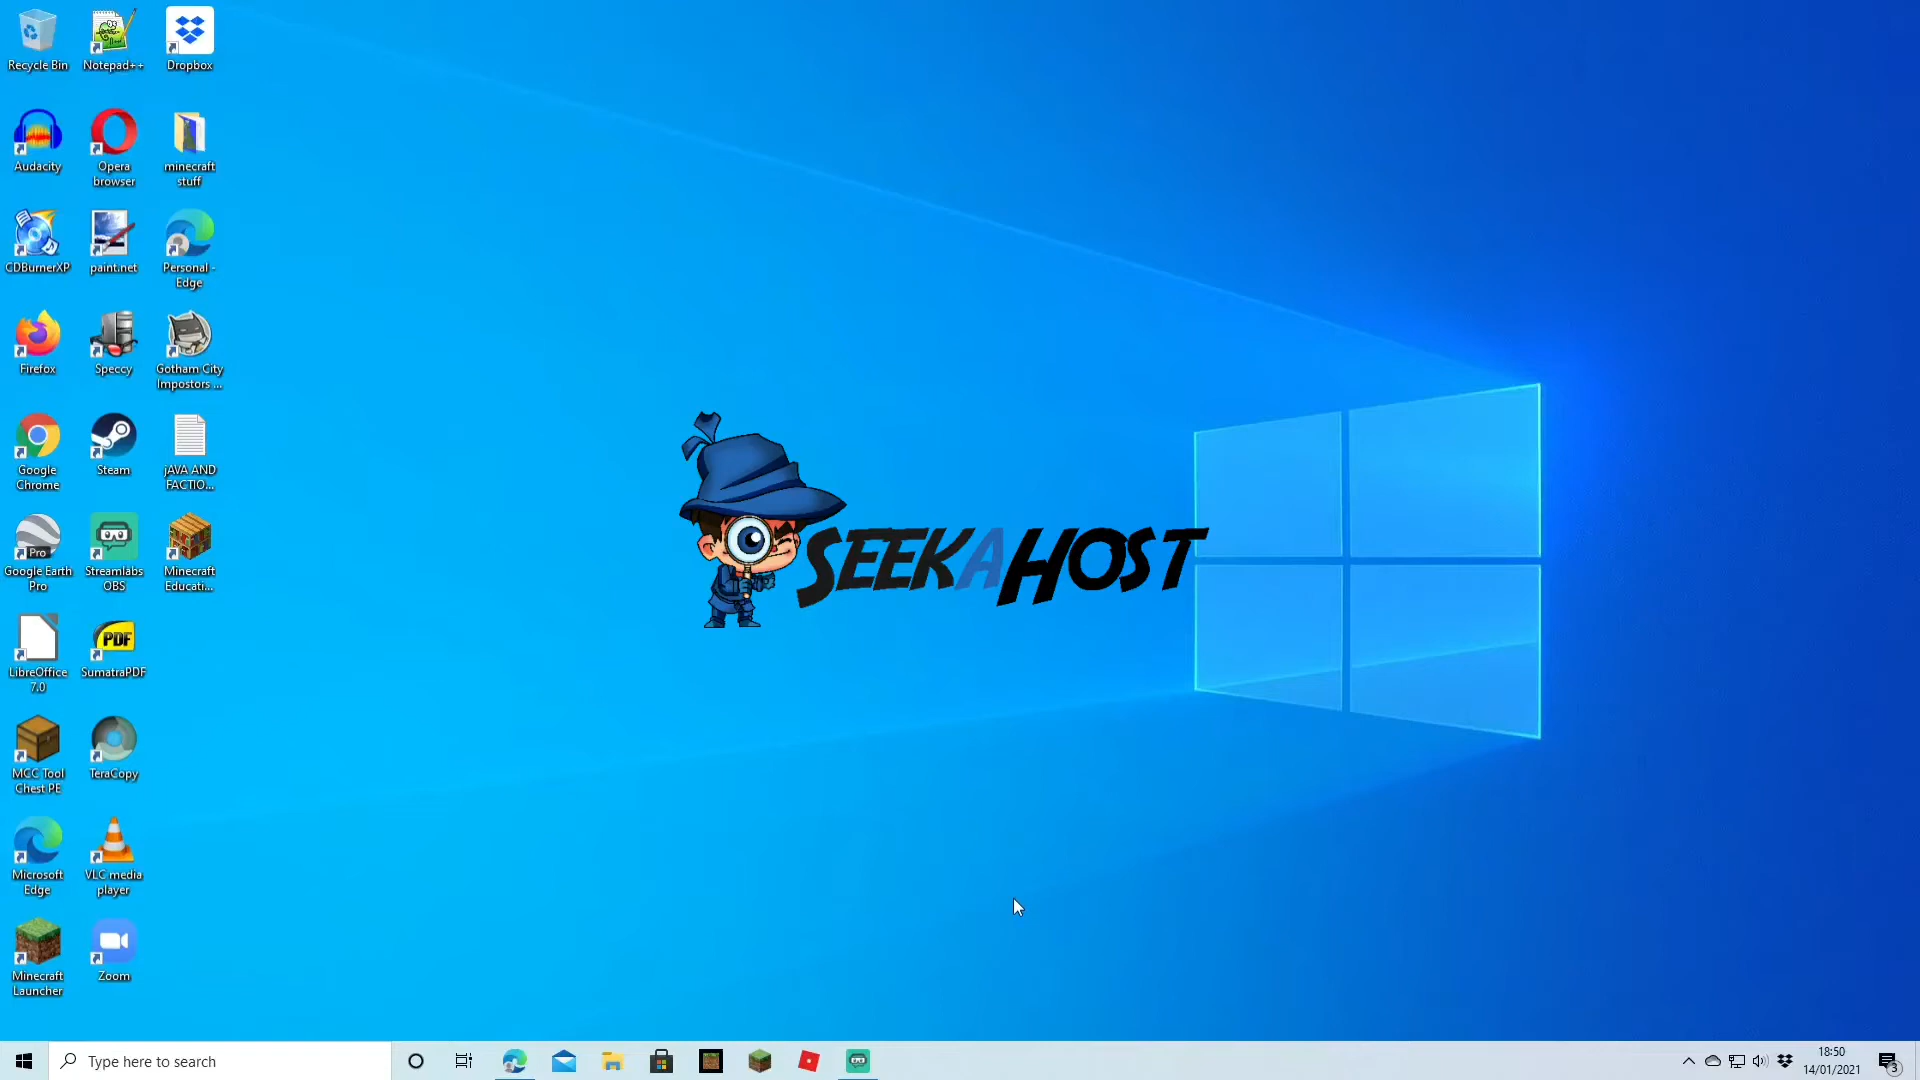 Recycle Bin
Notepad++
Dropbox
Audacity
Opera
browser
minecraft
stuff
CDBurnerXP
paint.net
Personal -
Edge
Firefox
Speccy
Gotham City
Impostors ...
Google
Chrome
Steam
jAVA AND
FACTIO...
Pro
Google Earth
Pro
Streamlabs
OBS
Minecraft
Educati...
SEEKAHOST
LibreOffice
7.0
PDF
SumatraPDF
MCC Tool
Chest PE
TeraCopy
Microsoft
Edge
VLC media
player
Minecraft
Launcher
Zoom
Type here to search
18:50
14/01/2021
3